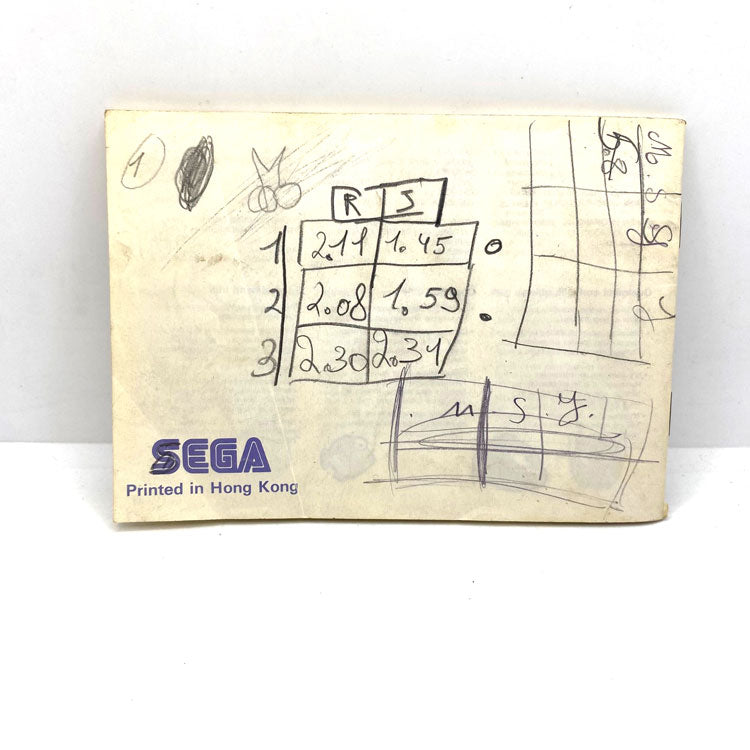 1
R S
1 2.11 1.45
2 2.08 1.59
3 2.30 2.31
. M S . Y.
M. S Y
SEGA
Printed in Hong Kong